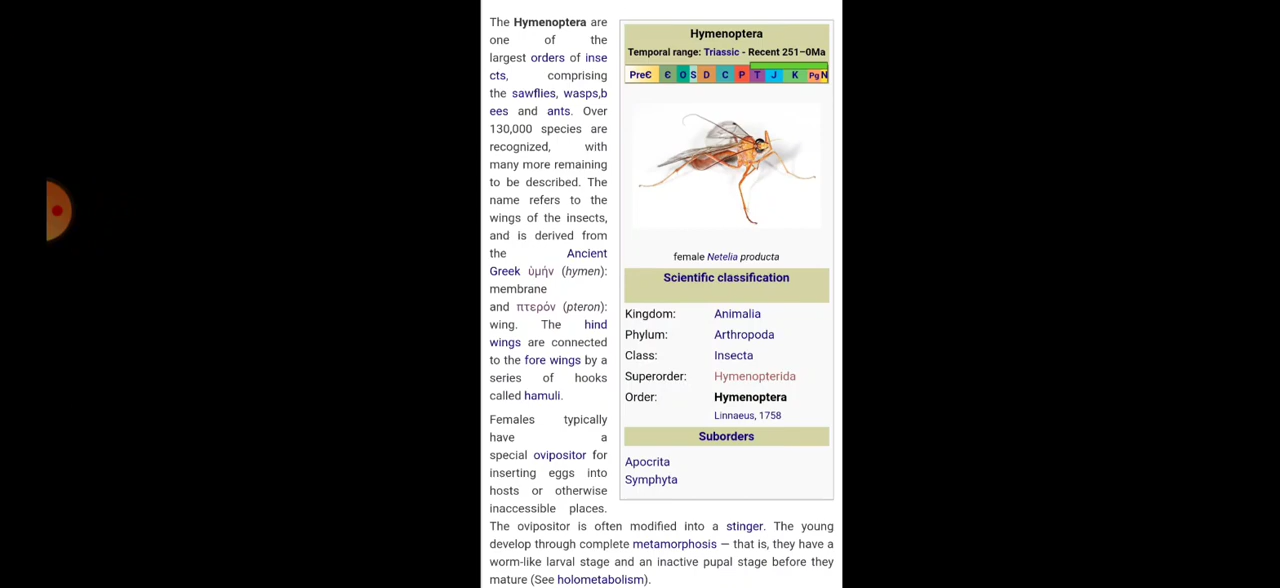 The Hymenoptera are
one of the
largest orders of inse
cts, comprising
the sawflies, wasps,b
ees and ants. Over
130,000 species are
recognized, with
many more remaining
to be described. The
name refers to the
wings of the insects,
and is derived from
the Ancient
Greek ὑμήν (hymen):
membrane
and πτερόν (pteron):
wing. The hind
wings are connected
to the fore wings by a
series of hooks
called hamuli.
Females typically
have a
special ovipositor for
inserting eggs into
hosts or otherwise
inaccessible places.
The ovipositor is often modified into a stinger. The young
develop through complete metamorphosis — that is, they have a
worm-like larval stage and an inactive pupal stage before they
mature (See holometabolism).
Hymenoptera
Temporal range: Triassic - Recent 251–0Ma
PreЄ Є O S D C P T J K Pg N
female Netelia producta
Scientific classification
Kingdom: Animalia
Phylum: Arthropoda
Class: Insecta
Superorder: Hymenopterida
Order: Hymenoptera
Linnaeus, 1758
Suborders
Apocrita
Symphyta